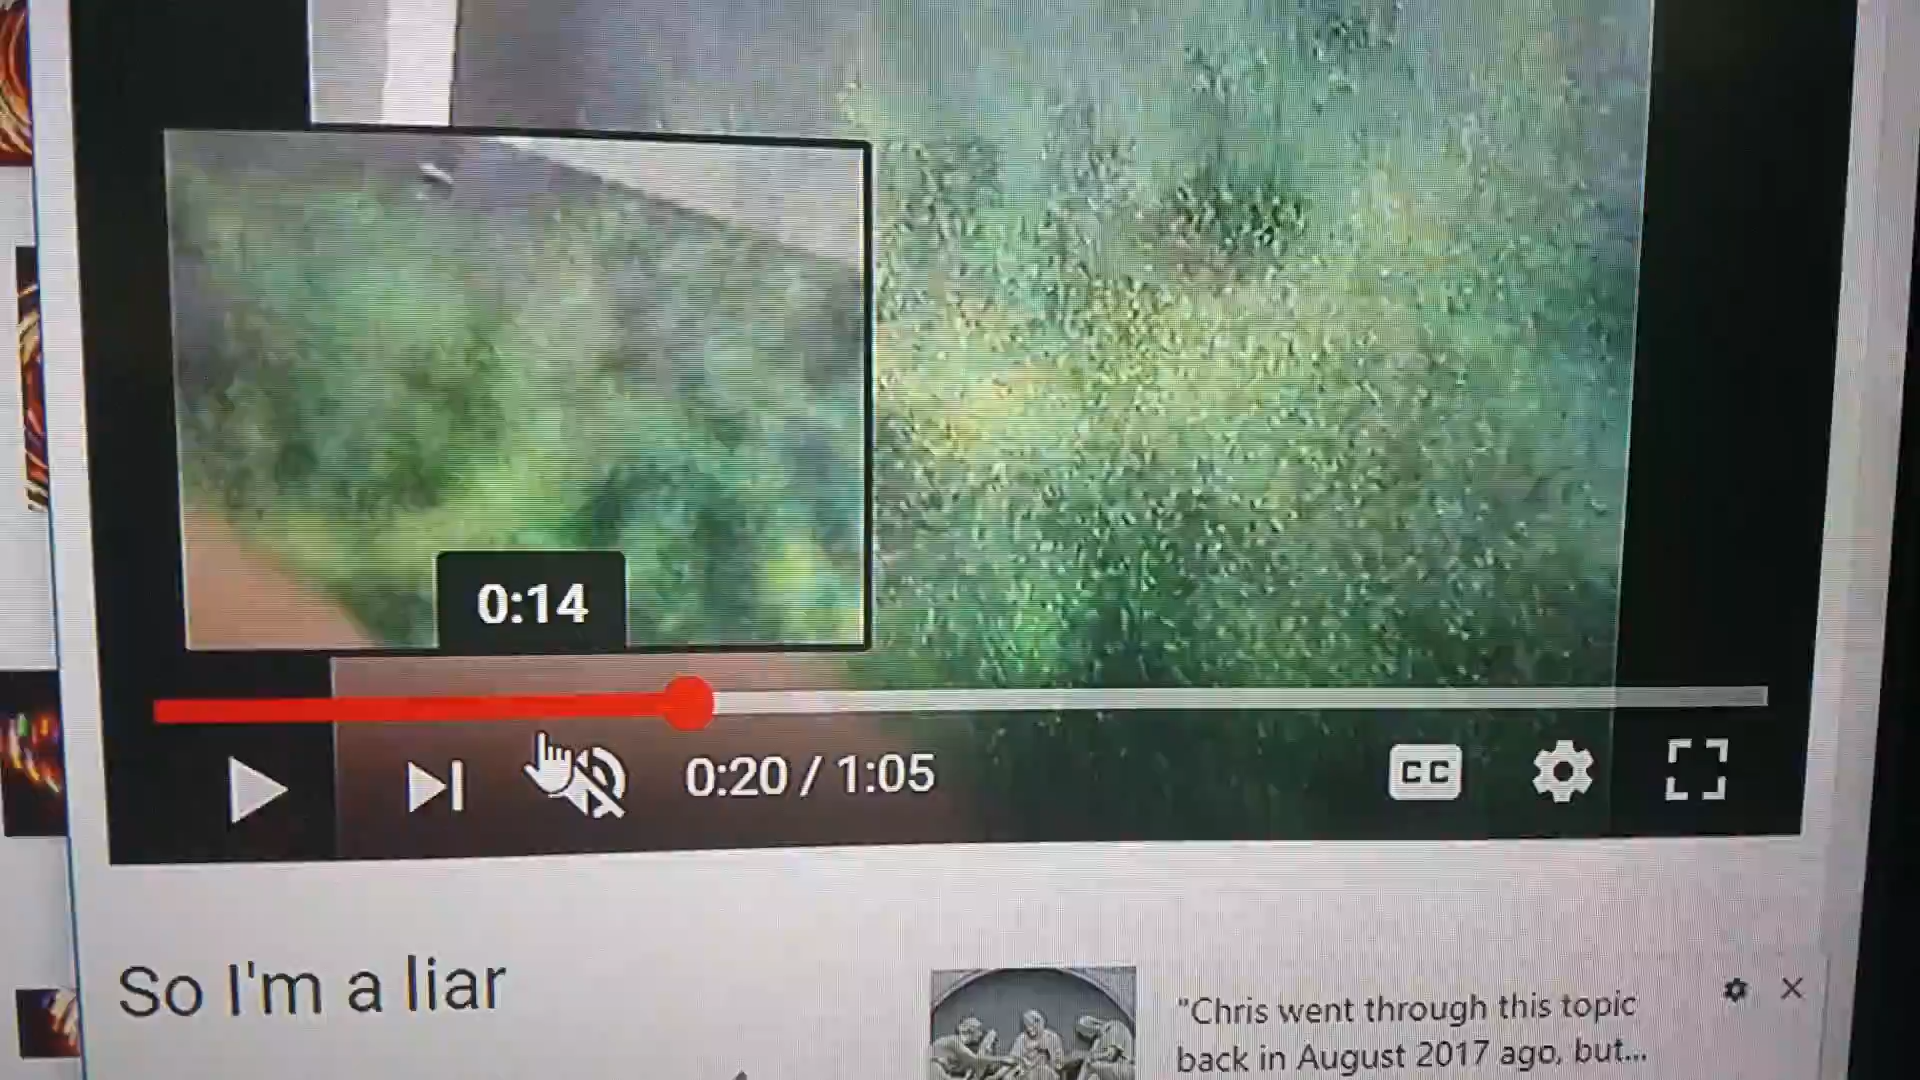 0:14
0:20 / 1:05
CC
So I'm a liar
"Chris went through this topic
back in August 2017 ago, but...